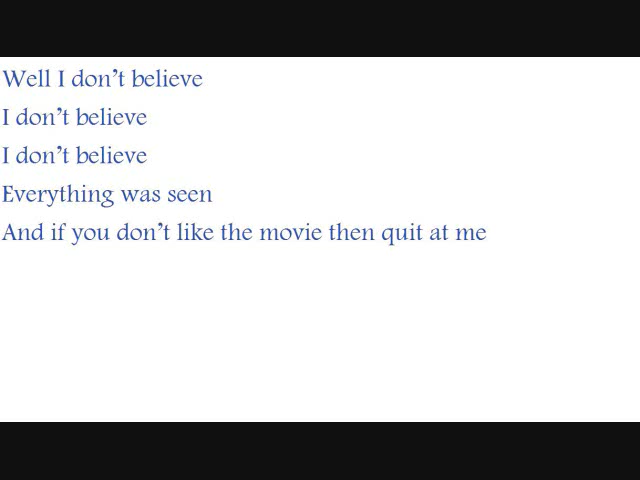 Well I don't believe
I don't believe
I don't believe
Everything was seen
And if you don't like the movie then quit at me